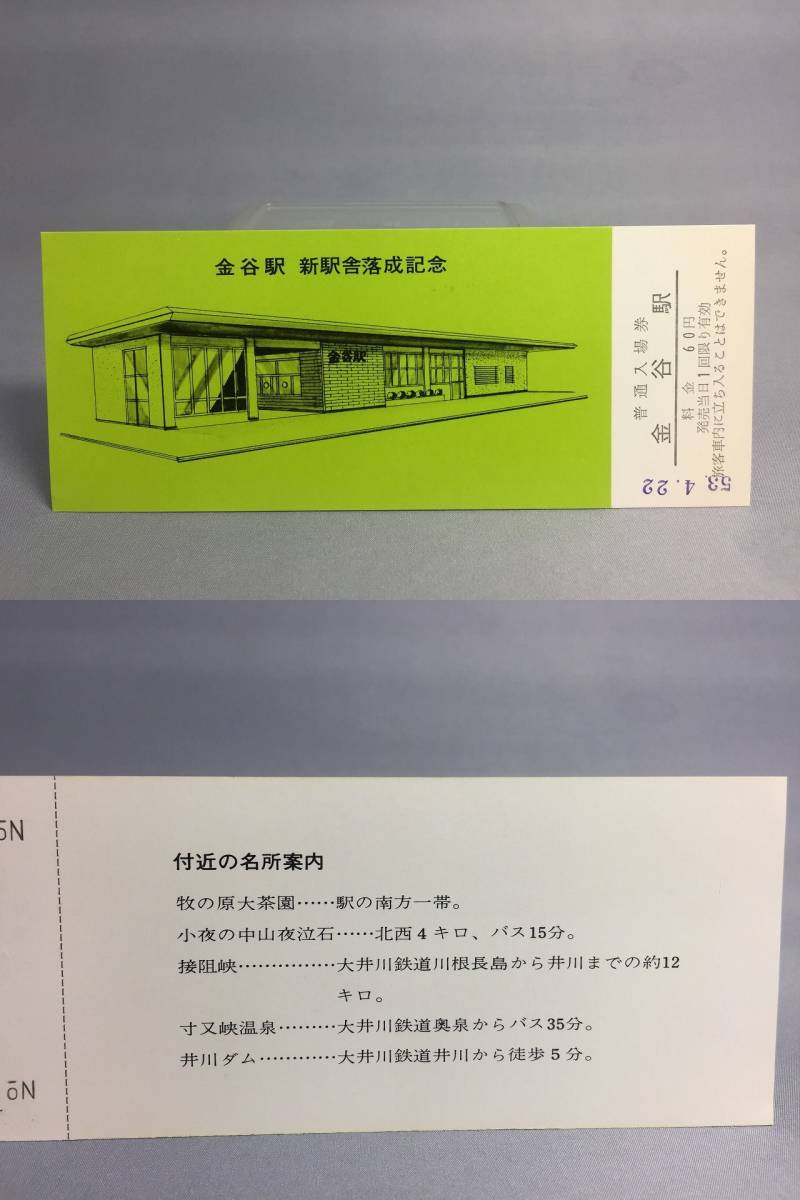 金谷駅 新駅舎落成記念
金谷駅
普通入場券
金谷駅
料金 60円
発売当日1回限り有効
旅客車内に立ち入ることはできません。
53.4.22
付近の名所案内
牧の原大茶園……駅の南方一帯。
小夜の中山夜泣石……北西4キロ、バス15分。
接阻峡……………大井川鉄道川根長島から井川までの約12
キロ。
寸又峡温泉………大井川鉄道奥泉からバス35分。
井川ダム…………大井川鉄道井川から徒歩5分。